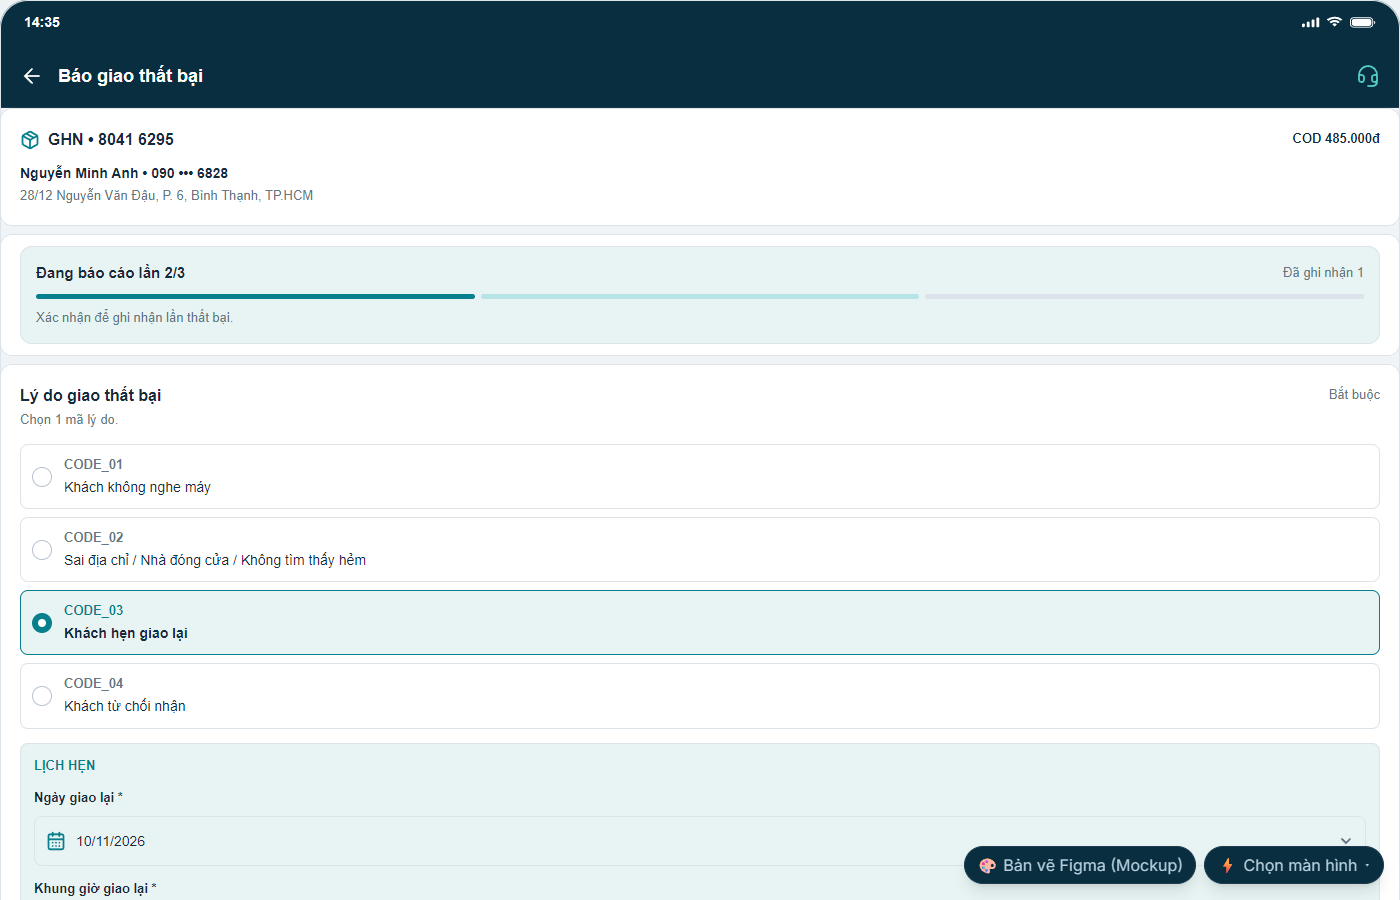 14:35
Báo giao thất bại
GHN • 8041 6295
COD 485.000đ
Nguyễn Minh Anh • 090 ••• 6828
28/12 Nguyễn Văn Đậu, P. 6, Bình Thạnh, TP.HCM
Đang báo cáo lần 2/3
Đã ghi nhận 1
Xác nhận để ghi nhận lần thất bại.
Lý do giao thất bại
Bắt buộc
Chọn 1 mã lý do.
CODE_01
Khách không nghe máy
CODE_02
Sai địa chỉ / Nhà đóng cửa / Không tìm thấy hẻm
CODE_03
Khách hẹn giao lại
CODE_04
Khách từ chối nhận
LỊCH HẸN
Ngày giao lại *
10/11/2026
Bản vẽ Figma (Mockup)
Chọn màn hình ·
Khung giờ giao lại *